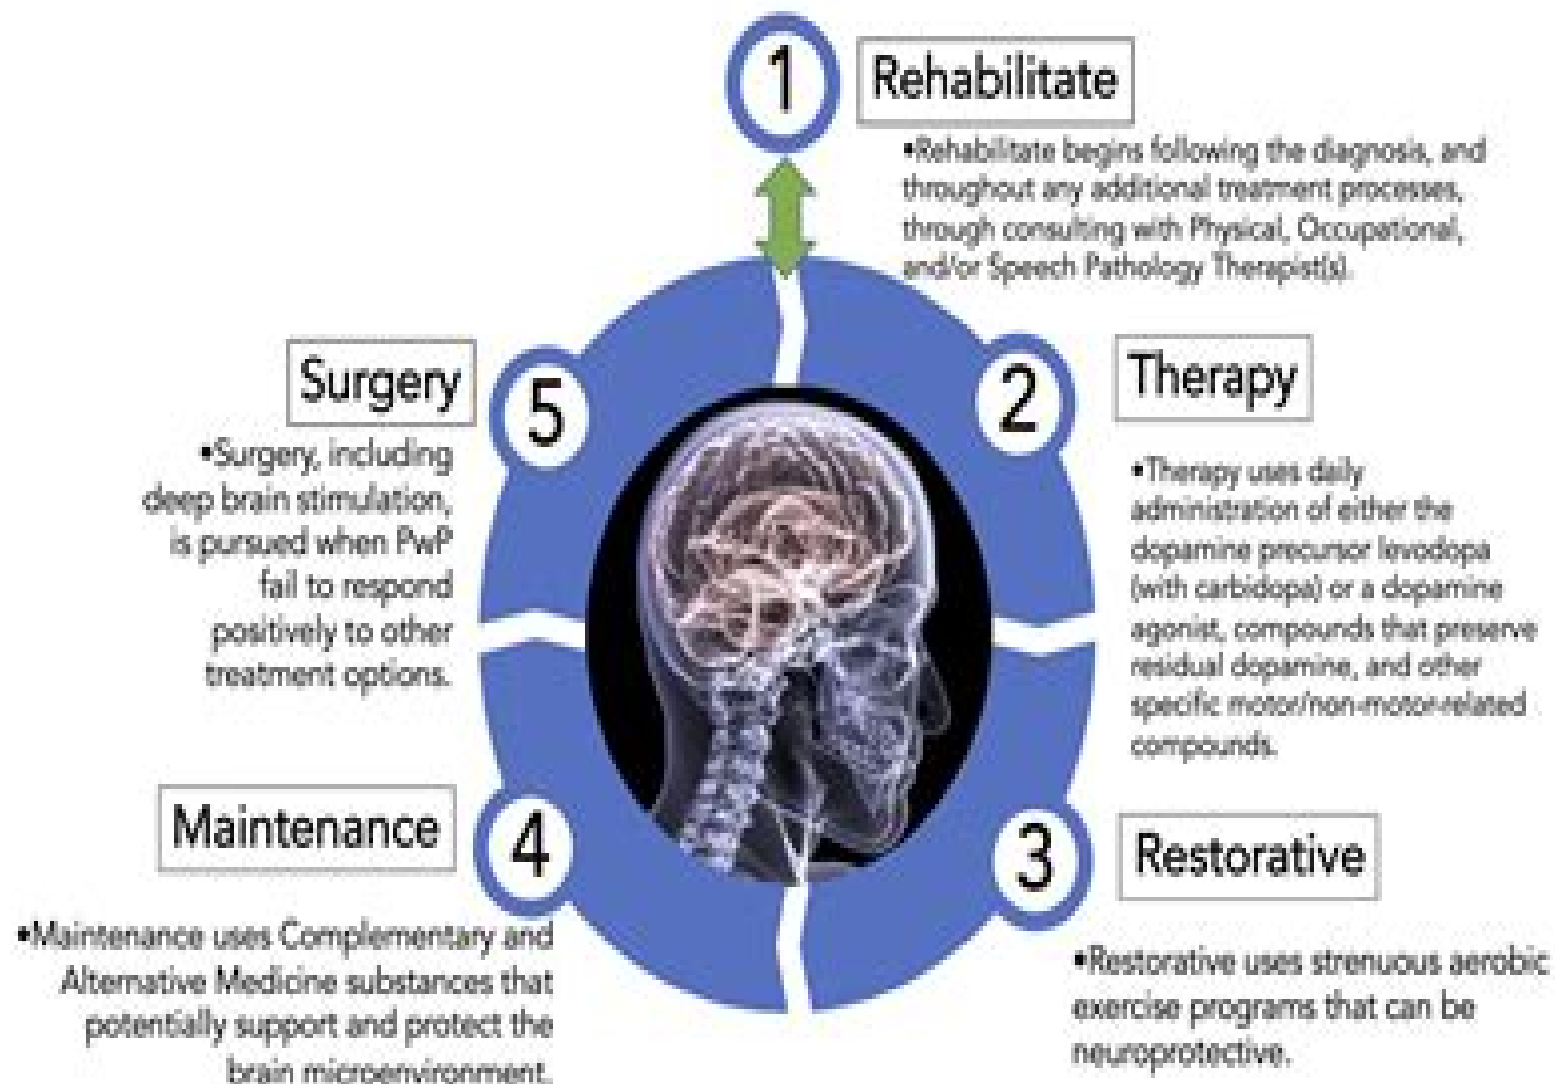 1
Rehabilitate
•Rehabilitate begins following the diagnosis, and
throughout any additional treatment processes,
through consulting with Physical, Occupational,
and/or Speech Pathology Therapist(s).
2
Therapy
•Therapy uses daily
administration of either the
dopamine precursor levodopa
(with carbidopa) or a dopamine
agonist, compounds that preserve
residual dopamine, and other
specific motor/non-motor-related
compounds.
3
Restorative
•Restorative uses strenuous aerobic
exercise programs that can be
neuroprotective.
4
Maintenance
•Maintenance uses Complementary and
Alternative Medicine substances that
potentially support and protect the
brain microenvironment.
5
Surgery
•Surgery, including
deep brain stimulation,
is pursued when PwP
fail to respond
positively to other
treatment options.